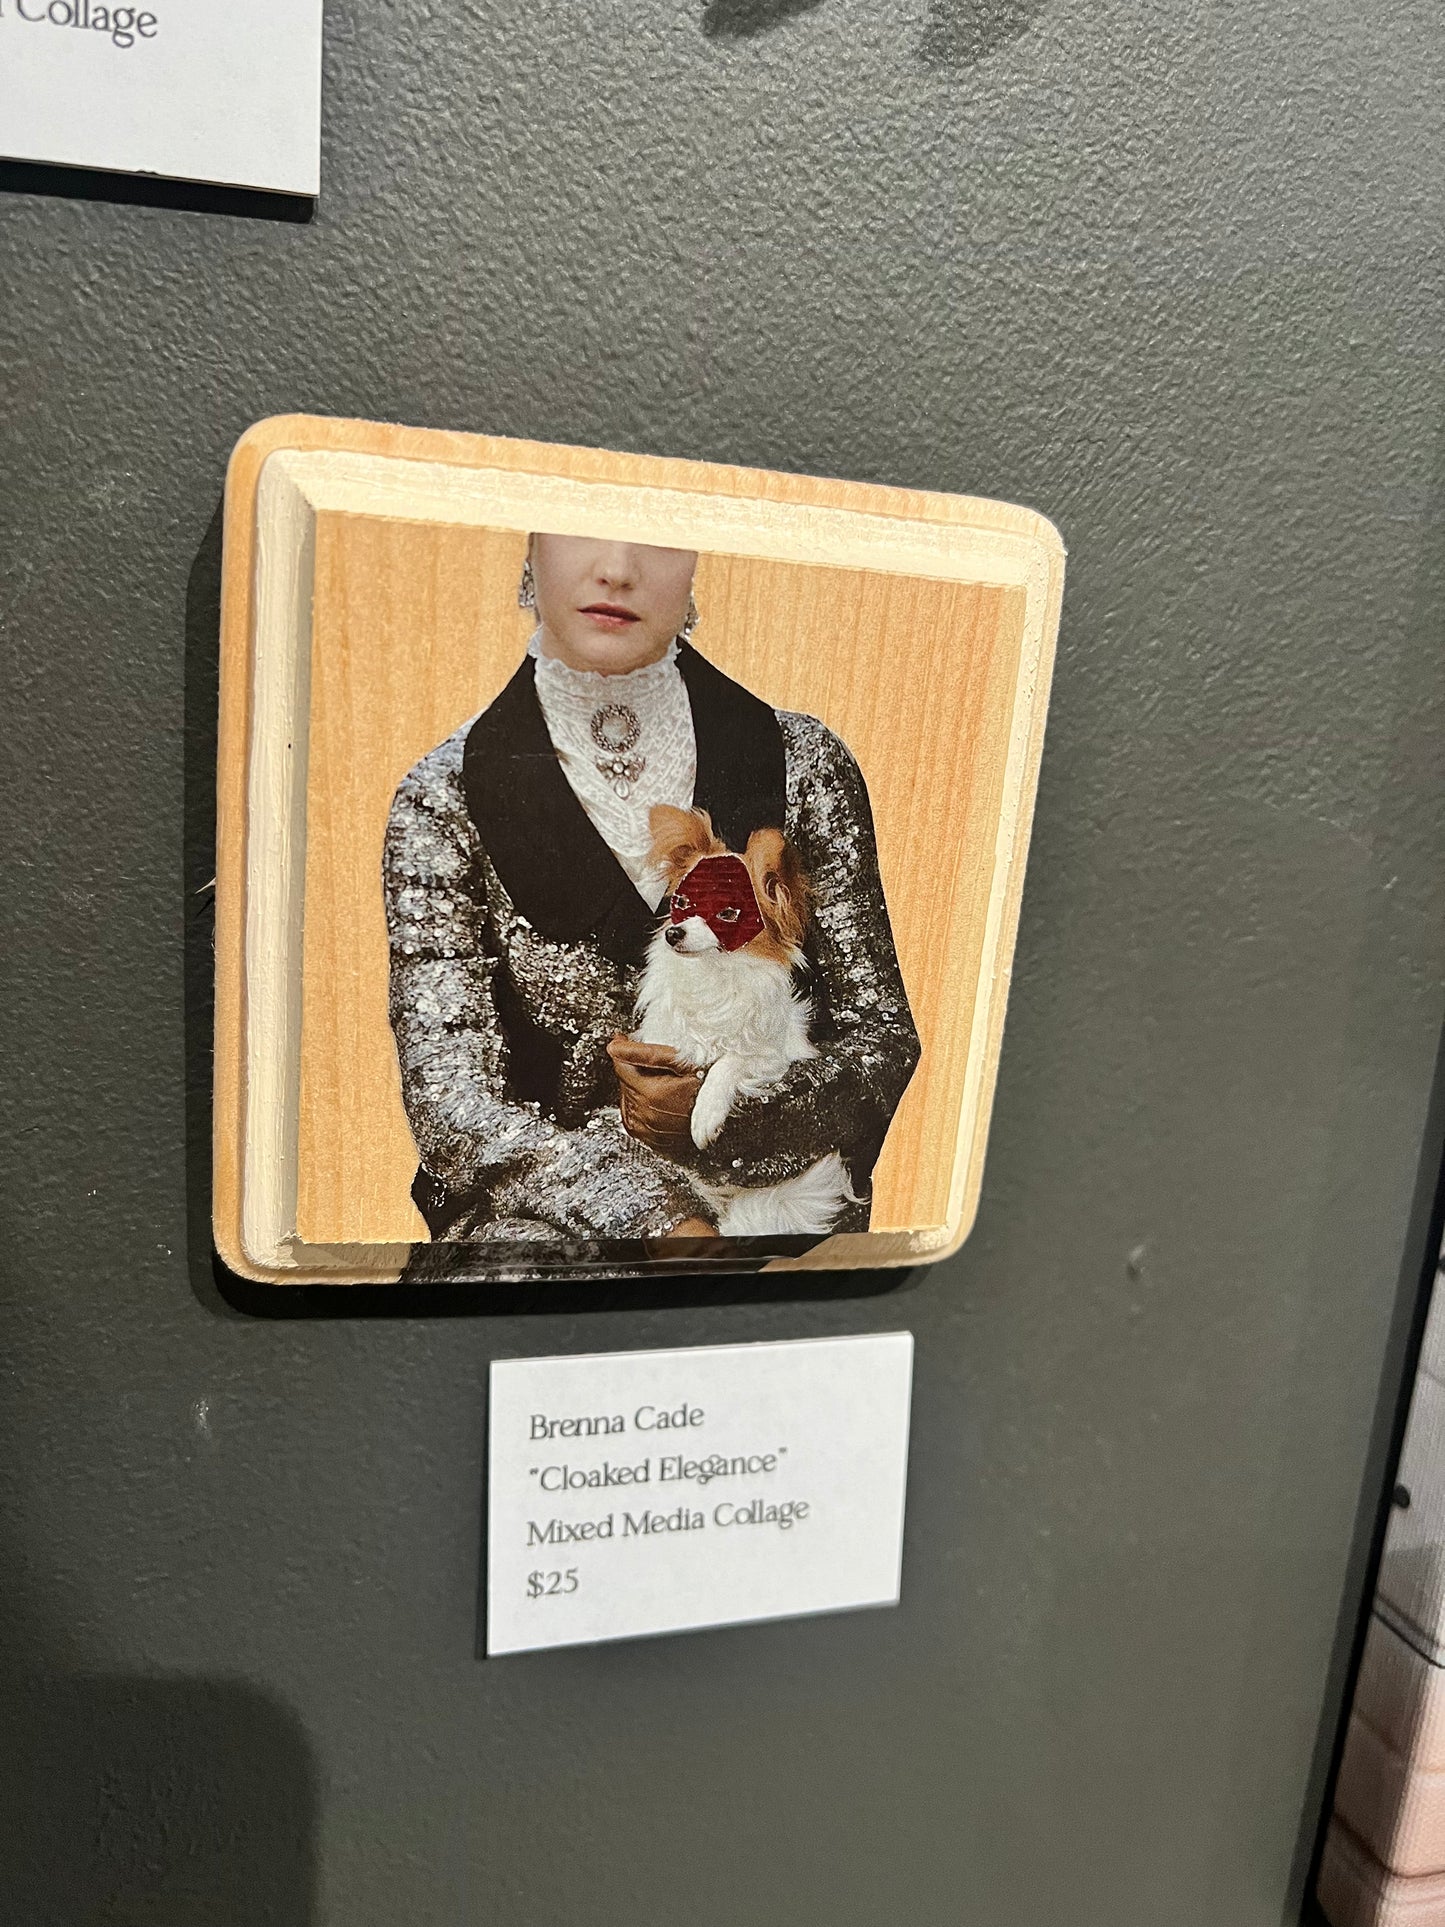 Collage
Brenna Cade
"Cloaked Elegance"
Mixed Media Collage
$25